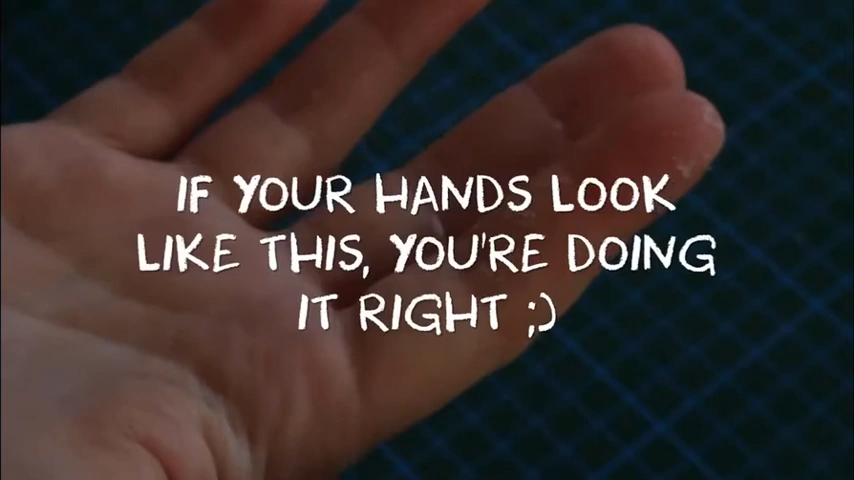 IF YOUR HANDS LOOK
LIKE THIS, YOU'RE DOING
IT RIGHT ;)